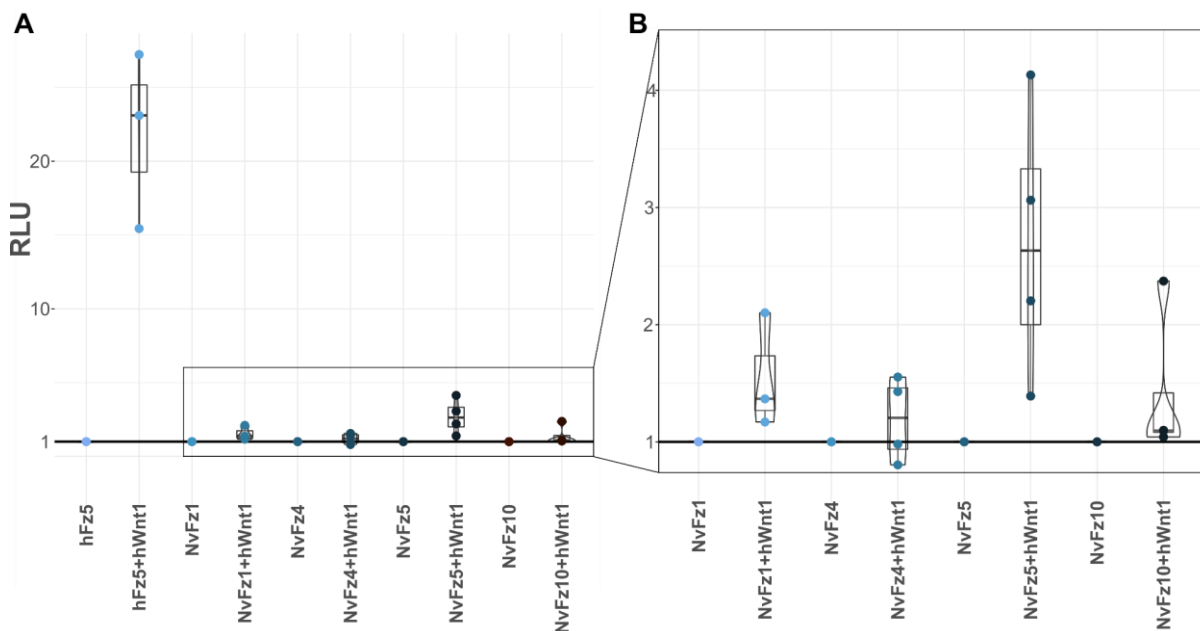 A
RLU
20
10
1
hFz5
hFz5+hWnt1
NvFz1
NvFz1+hWnt1
NvFz4
NvFz4+hWnt1
NvFz5
NvFz5+hWnt1
NvFz10
NvFz10+hWnt1
B
4
3
2
1
NvFz1
NvFz1+hWnt1
NvFz4
NvFz4+hWnt1
NvFz5
NvFz5+hWnt1
NvFz10
NvFz10+hWnt1